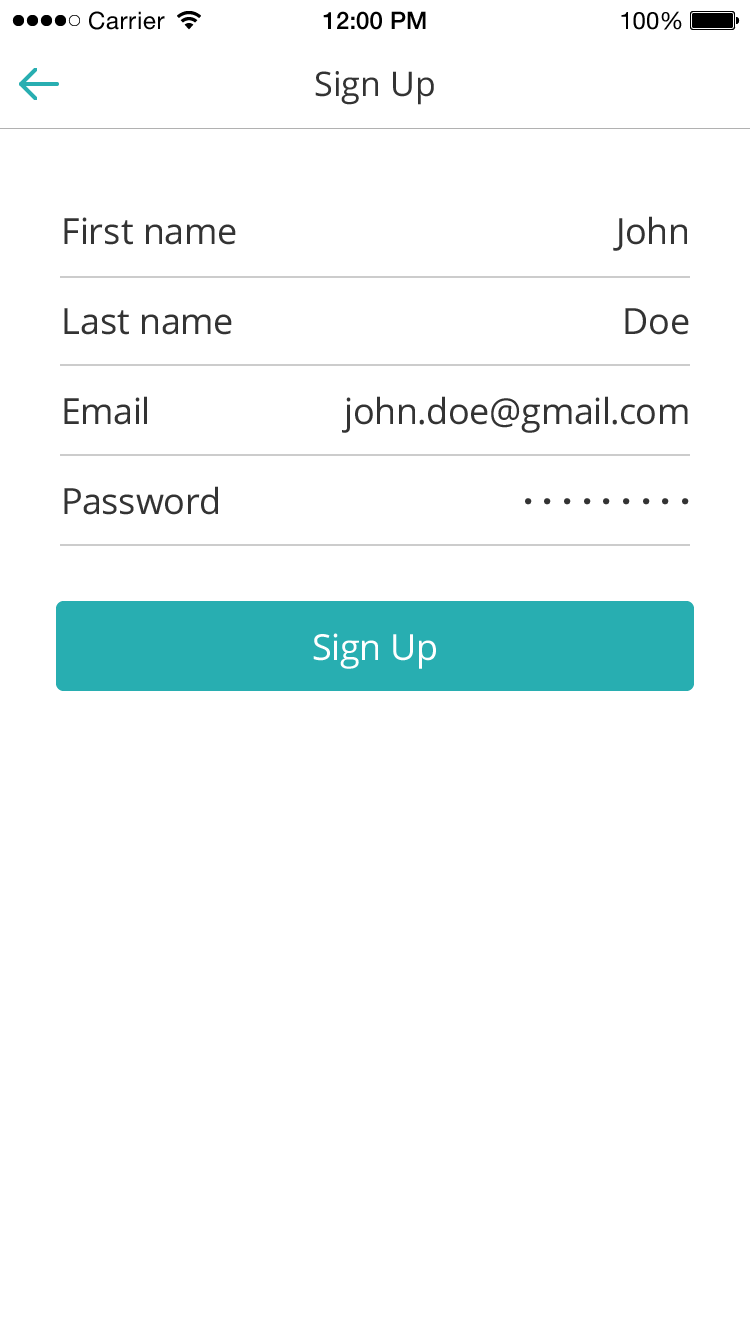 Carrier 12:00 PM 100%
Sign Up
First name John
Last name Doe
Email john.doe@gmail.com
Password •••••••••
Sign Up